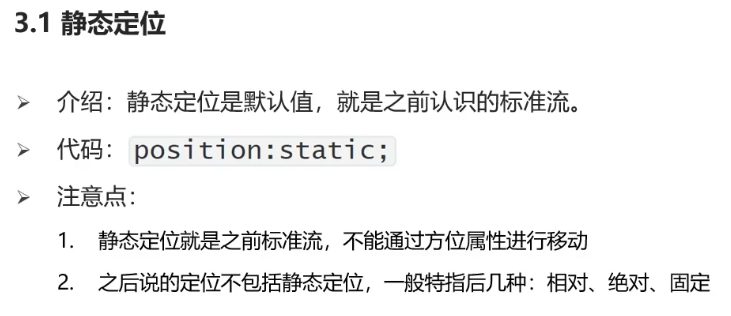 3.1 静态定位
➢ 介绍：静态定位是默认值，就是之前认识的标准流。
➢ 代码：position:static;
➢ 注意点：
1. 静态定位就是之前标准流，不能通过方位属性进行移动
2. 之后说的定位不包括静态定位，一般特指后几种：相对、绝对、固定